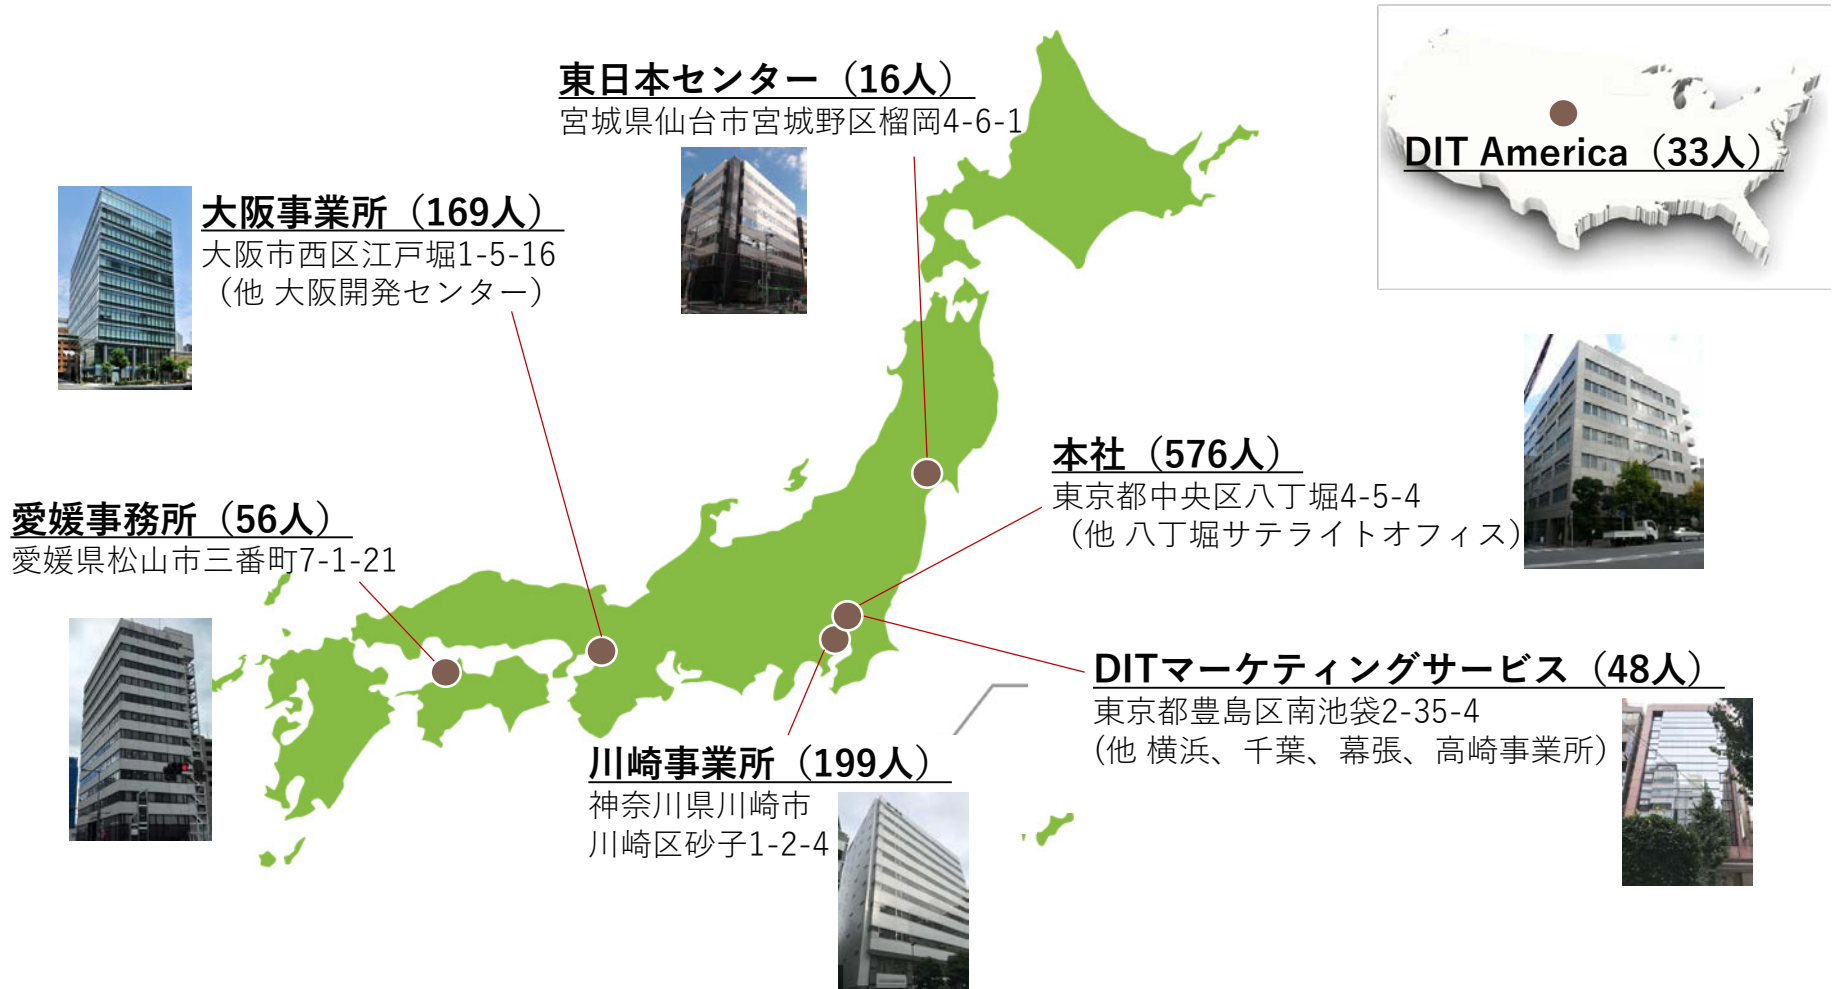 東日本センター（16人）
宮城県仙台市宮城野区榴岡4-6-1
DIT America（33人）
大阪事業所（169人）
大阪市西区江戸堀1-5-16
（他 大阪開発センター）
本社（576人）
東京都中央区八丁堀4-5-4
（他 八丁堀サテライトオフィス）
愛媛事務所（56人）
愛媛県松山市三番町7-1-21
DITマーケティングサービス（48人）
東京都豊島区南池袋2-35-4
(他 横浜、千葉、幕張、高崎事業所）
川崎事業所（199人）
神奈川県川崎市
川崎区砂子1-2-4